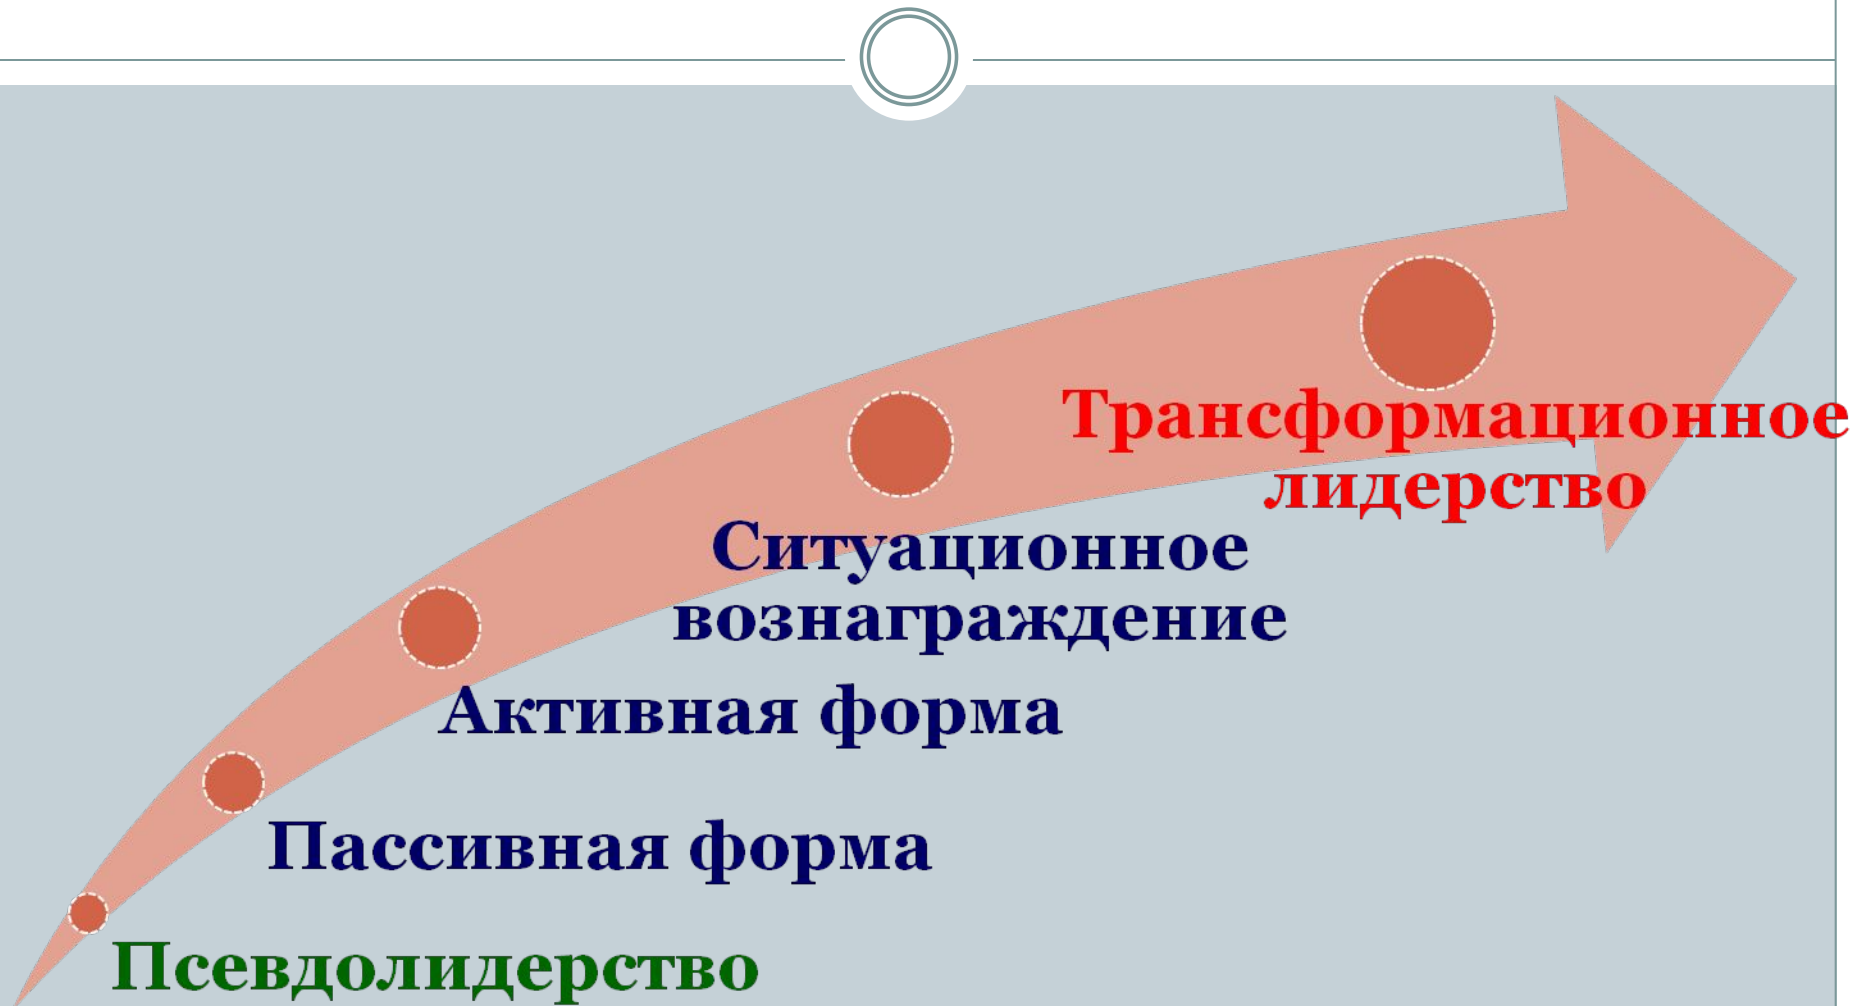 Трансформационное
лидерство
Ситуационное
вознаграждение
Активная форма
Пассивная форма
Псевдолидерство